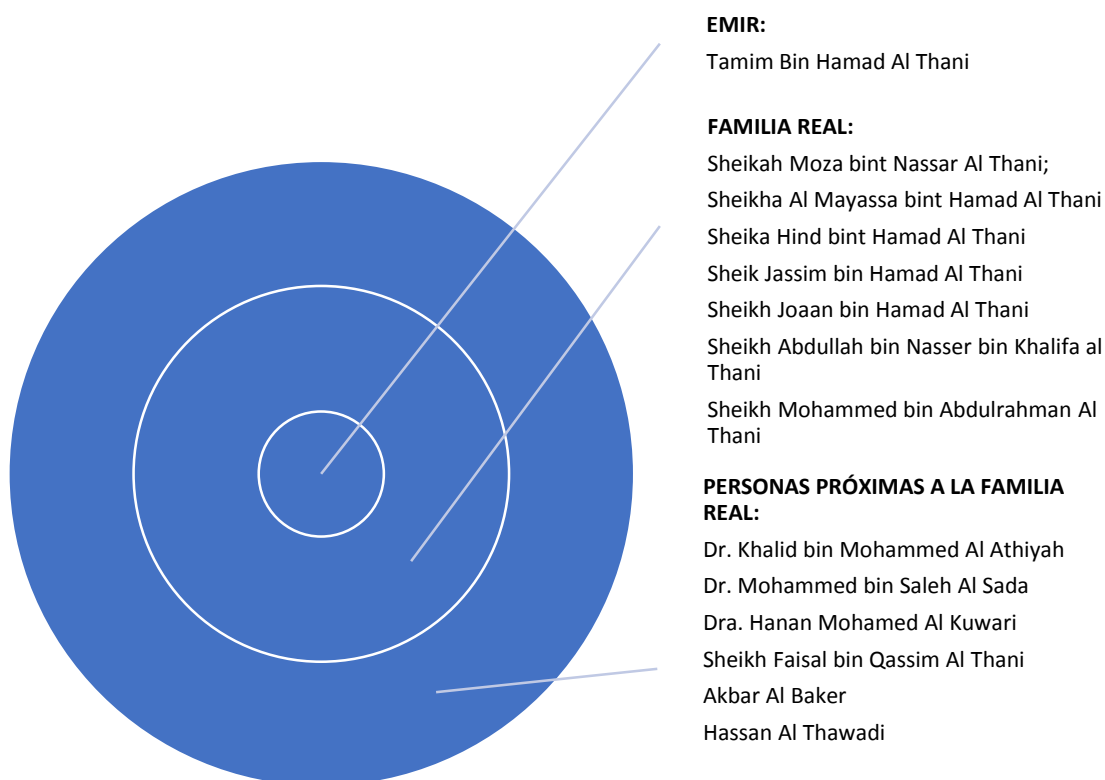 EMIR:
Tamim Bin Hamad Al Thani
FAMILIA REAL:
Sheikah Moza bint Nassar Al Thani;
Sheikha Al Mayassa bint Hamad Al Thani
Sheika Hind bint Hamad Al Thani
Sheik Jassim bin Hamad Al Thani
Sheikh Joaan bin Hamad Al Thani
Sheikh Abdullah bin Nasser bin Khalifa al
Thani
Sheikh Mohammed bin Abdulrahman Al
Thani
PERSONAS PRÓXIMAS A LA FAMILIA
REAL:
Dr. Khalid bin Mohammed Al Athiyah
Dr. Mohammed bin Saleh Al Sada
Dra. Hanan Mohamed Al Kuwari
Sheikh Faisal bin Qassim Al Thani
Akbar Al Baker
Hassan Al Thawadi